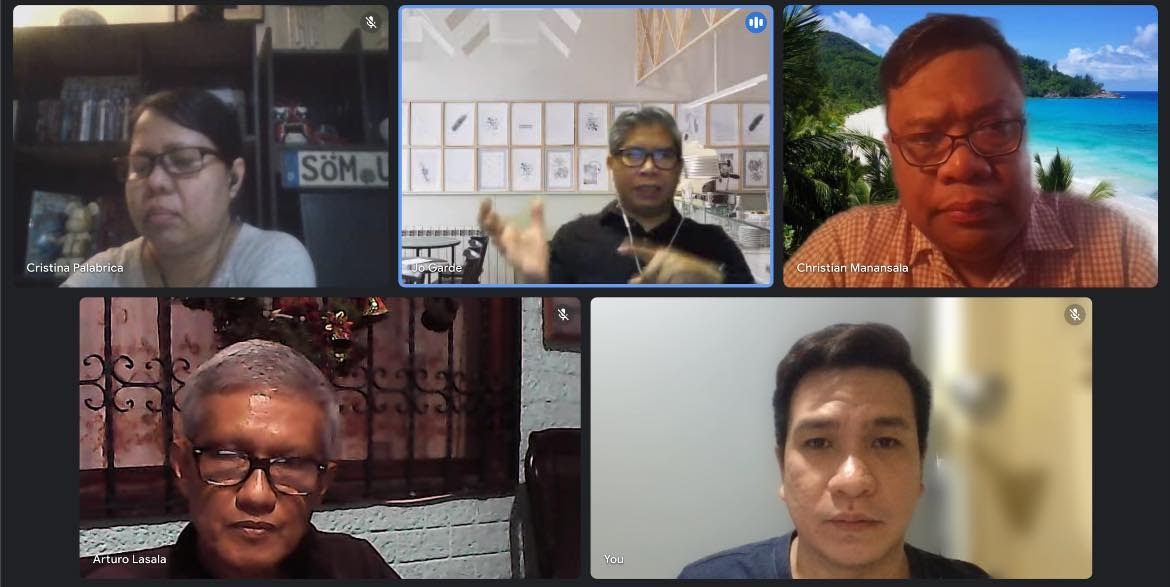 SÖM
Cristina Palabrica
Jo Garde
Christian Manansala
Arturo Lasala
You